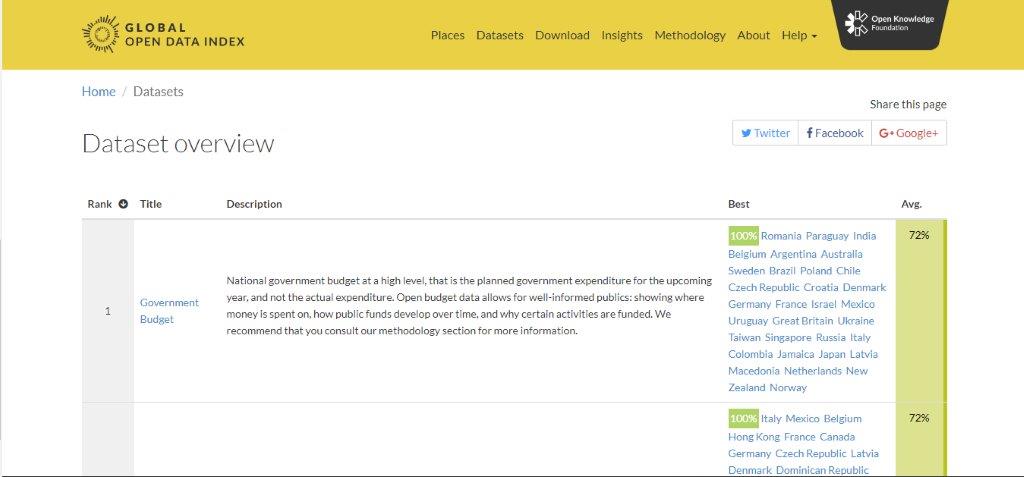 GLOBAL
OPEN DATA INDEX
Places Datasets Download Insights Methodology About Help
Open Knowledge
Foundation
Home / Datasets
Share this page
Dataset overview
Twitter Facebook Google+
Rank Title Description Best Avg.
1
Government
Budget
National government budget at a high level, that is the planned government expenditure for the upcoming
year, and not the actual expenditure. Open budget data allows for well-informed publics: showing where
money is spent on, how public funds develop over time, and why certain activities are funded. We
recommend that you consult our methodology section for more information.
100% Romania Paraguay India
Belgium Argentina Australia
Sweden Brazil Poland Chile
Czech Republic Croatia Denmark
Germany France Israel Mexico
Uruguay Great Britain Ukraine
Taiwan Singapore Russia Italy
Colombia Jamaica Japan Latvia
Macedonia Netherlands New
Zealand Norway
72%
100% Italy Mexico Belgium
Hong Kong France Canada
Germany Czech Republic Latvia
Denmark Dominican Republic
72%